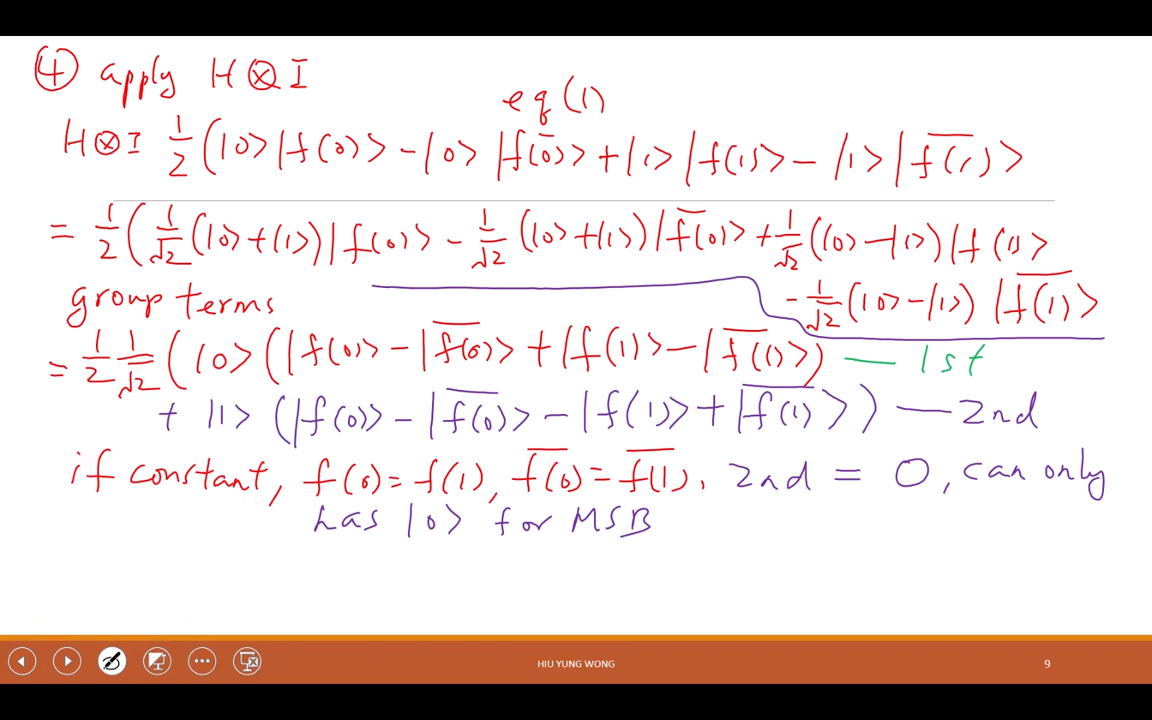 ④ apply H⊗I
eq (1)
H⊗I 1/2 (|0>|f(0)> - |0>|f̅(̅0̅)̅> + |1>|f(1)> - |1>|f̅(̅1̅)̅>
= 1/2 ( 1/√2 (|0>+|1>)|f(0)> - 1/√2 (|0>+|1>)|f̅(̅0̅)̅> + 1/√2 (|0>-|1>)|f(1)>
- 1/√2 (|0>-|1>) |f̅(̅1̅)̅>
group terms
= 1/2 1/√2 ( |0> (|f(0)> - |f̅(̅0̅)̅> + |f(1)> - |f̅(̅1̅)̅>) — 1st
+ |1> (|f(0)> - |f̅(̅0̅)̅> - |f(1)> + |f̅(̅1̅)̅>)) — 2nd
if constant, f(0)=f(1), f̅(̅0̅)̅=f̅(̅1̅)̅. 2nd = 0, can only
has |0> for MSB
HIU YUNG WONG
9